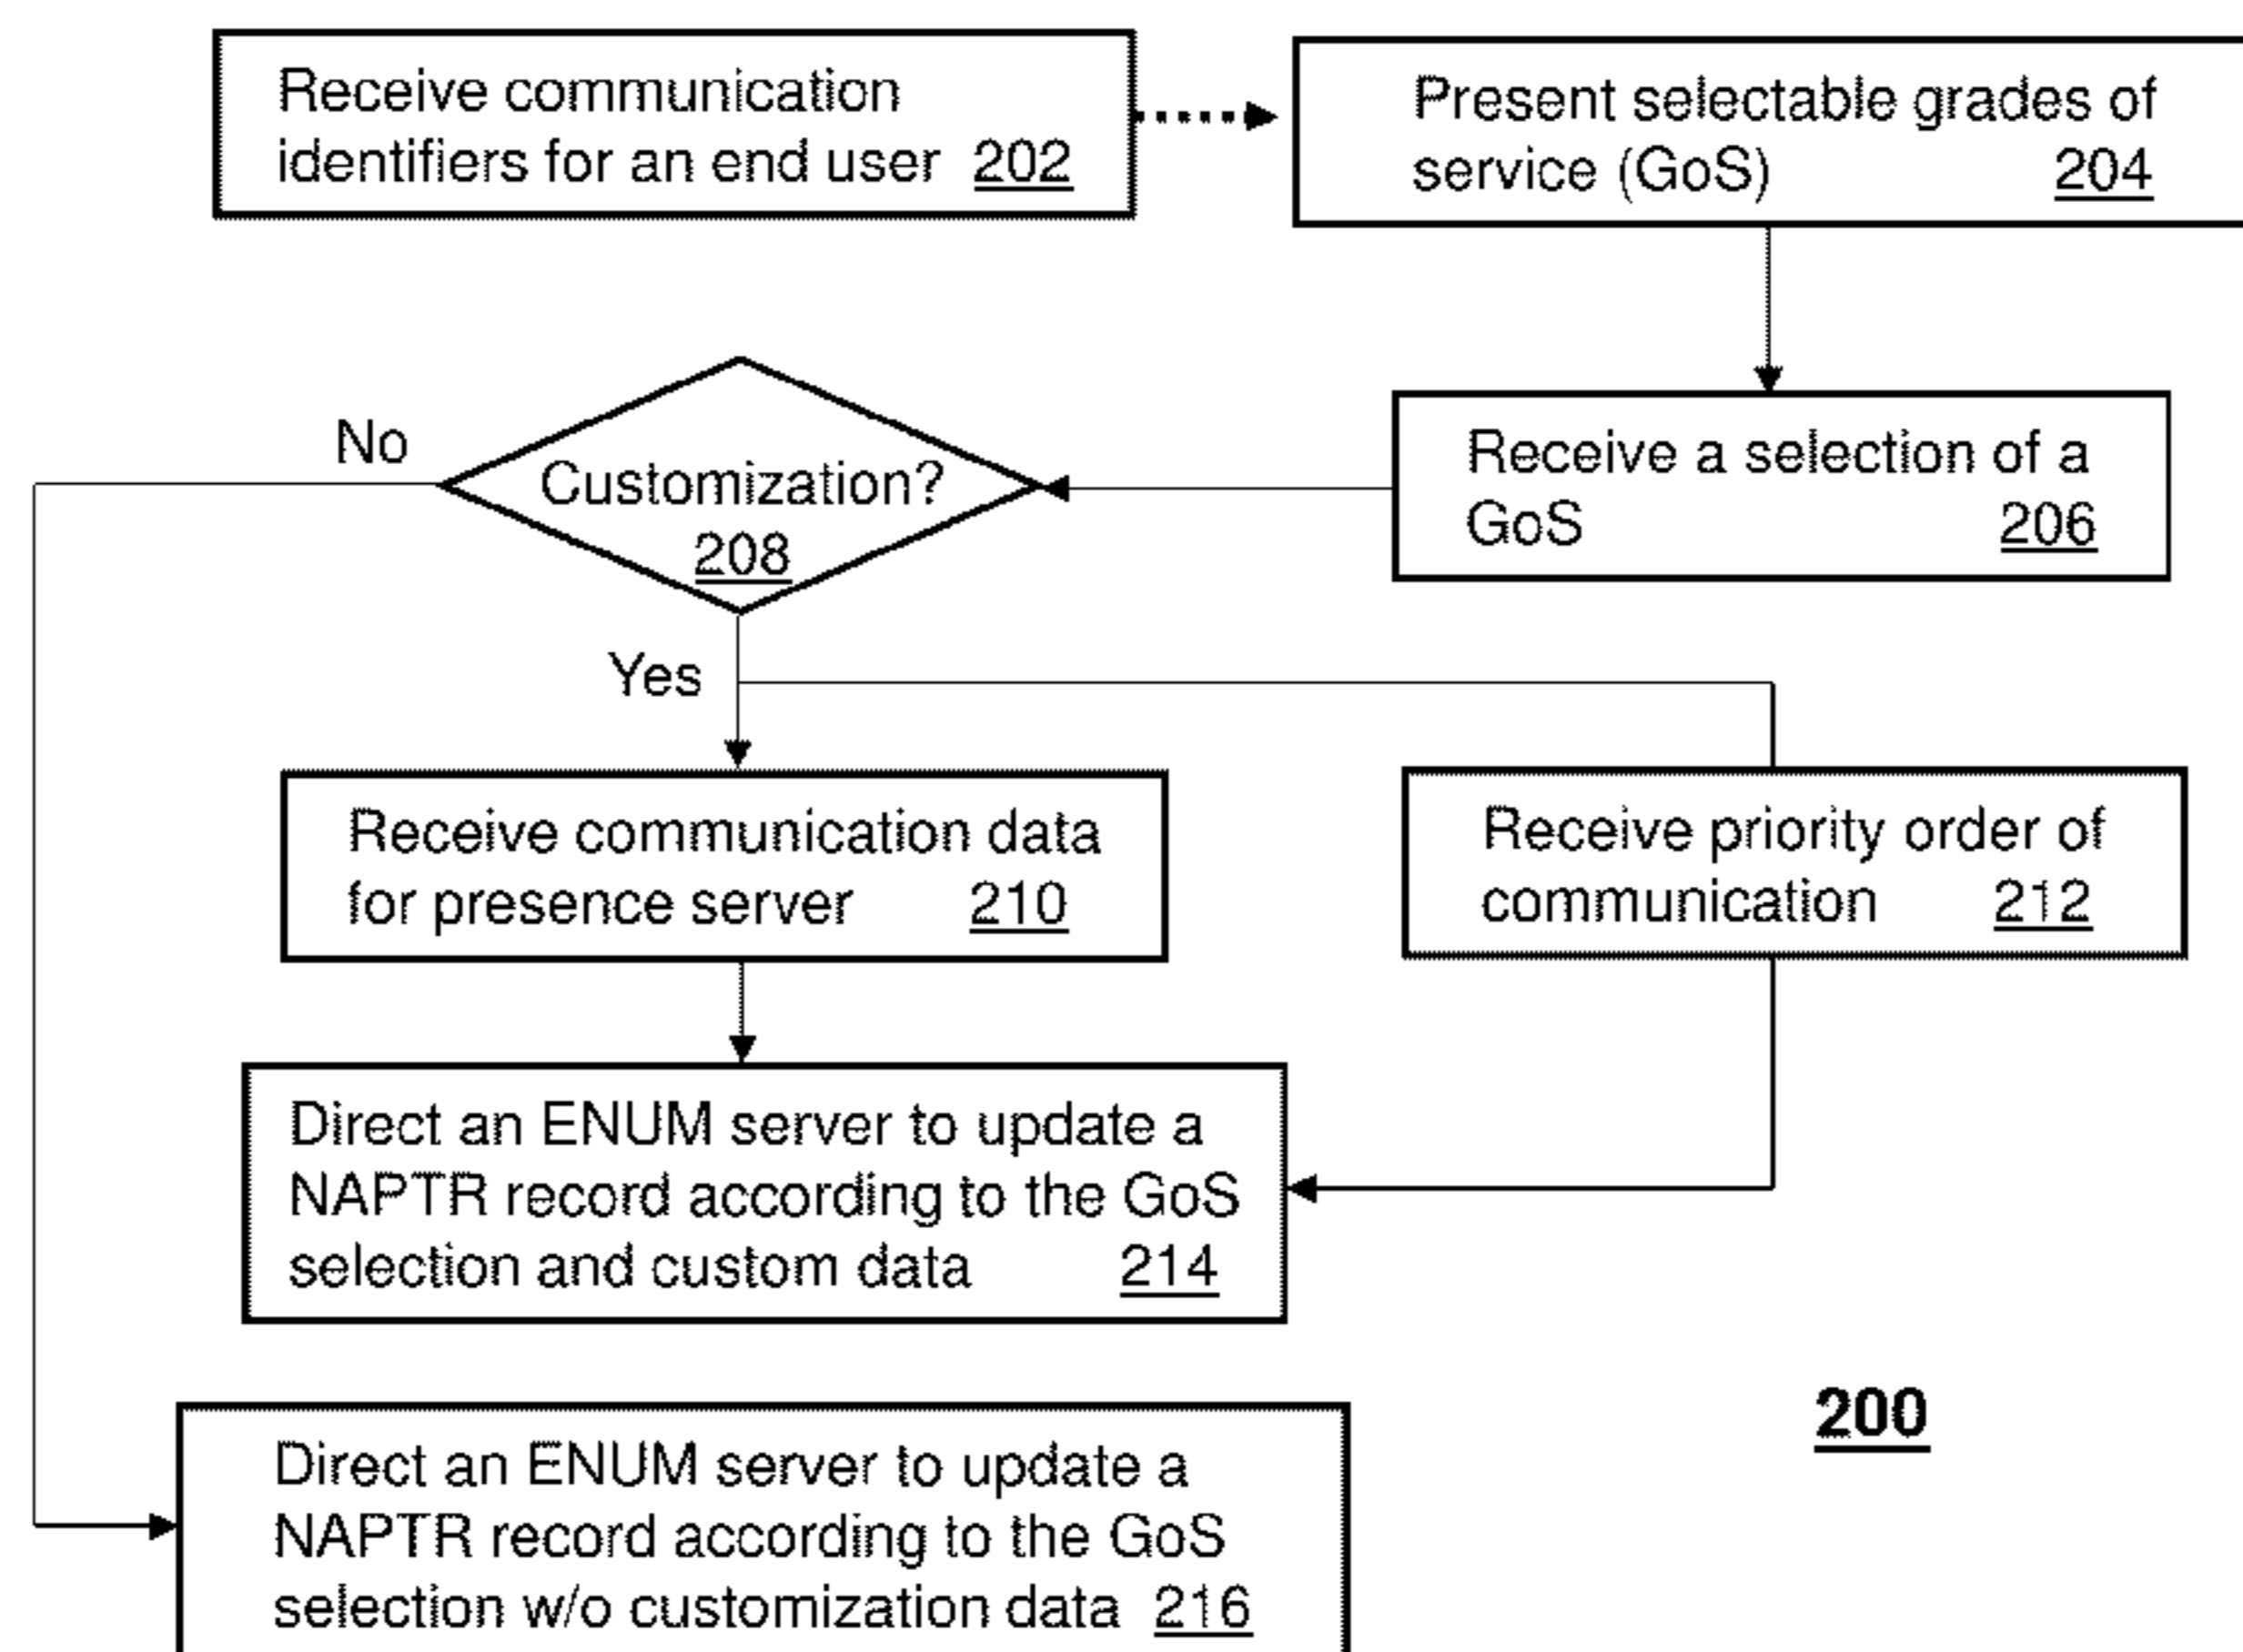 Receive communication
identifiers for an end user 202
Present selectable grades of
service (GoS) 204
Receive a selection of a
GoS 206
Customization?
208
No
Yes
Receive communication data
for presence server 210
Receive priority order of
communication 212
Direct an ENUM server to update a
NAPTR record according to the GoS
selection and custom data 214
Direct an ENUM server to update a
NAPTR record according to the GoS
selection w/o customization data 216
200